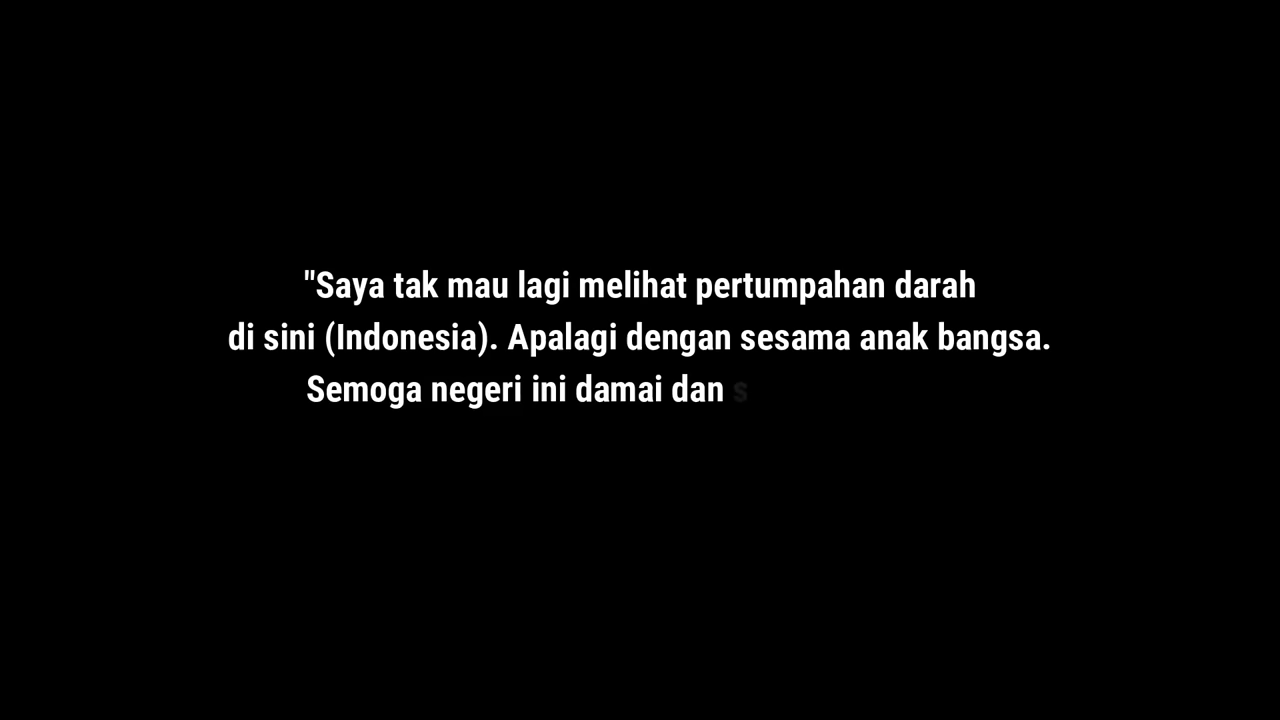 "Saya tak mau lagi melihat pertumpahan darah
di sini (Indonesia). Apalagi dengan sesama anak bangsa.
Semoga negeri ini damai dan s